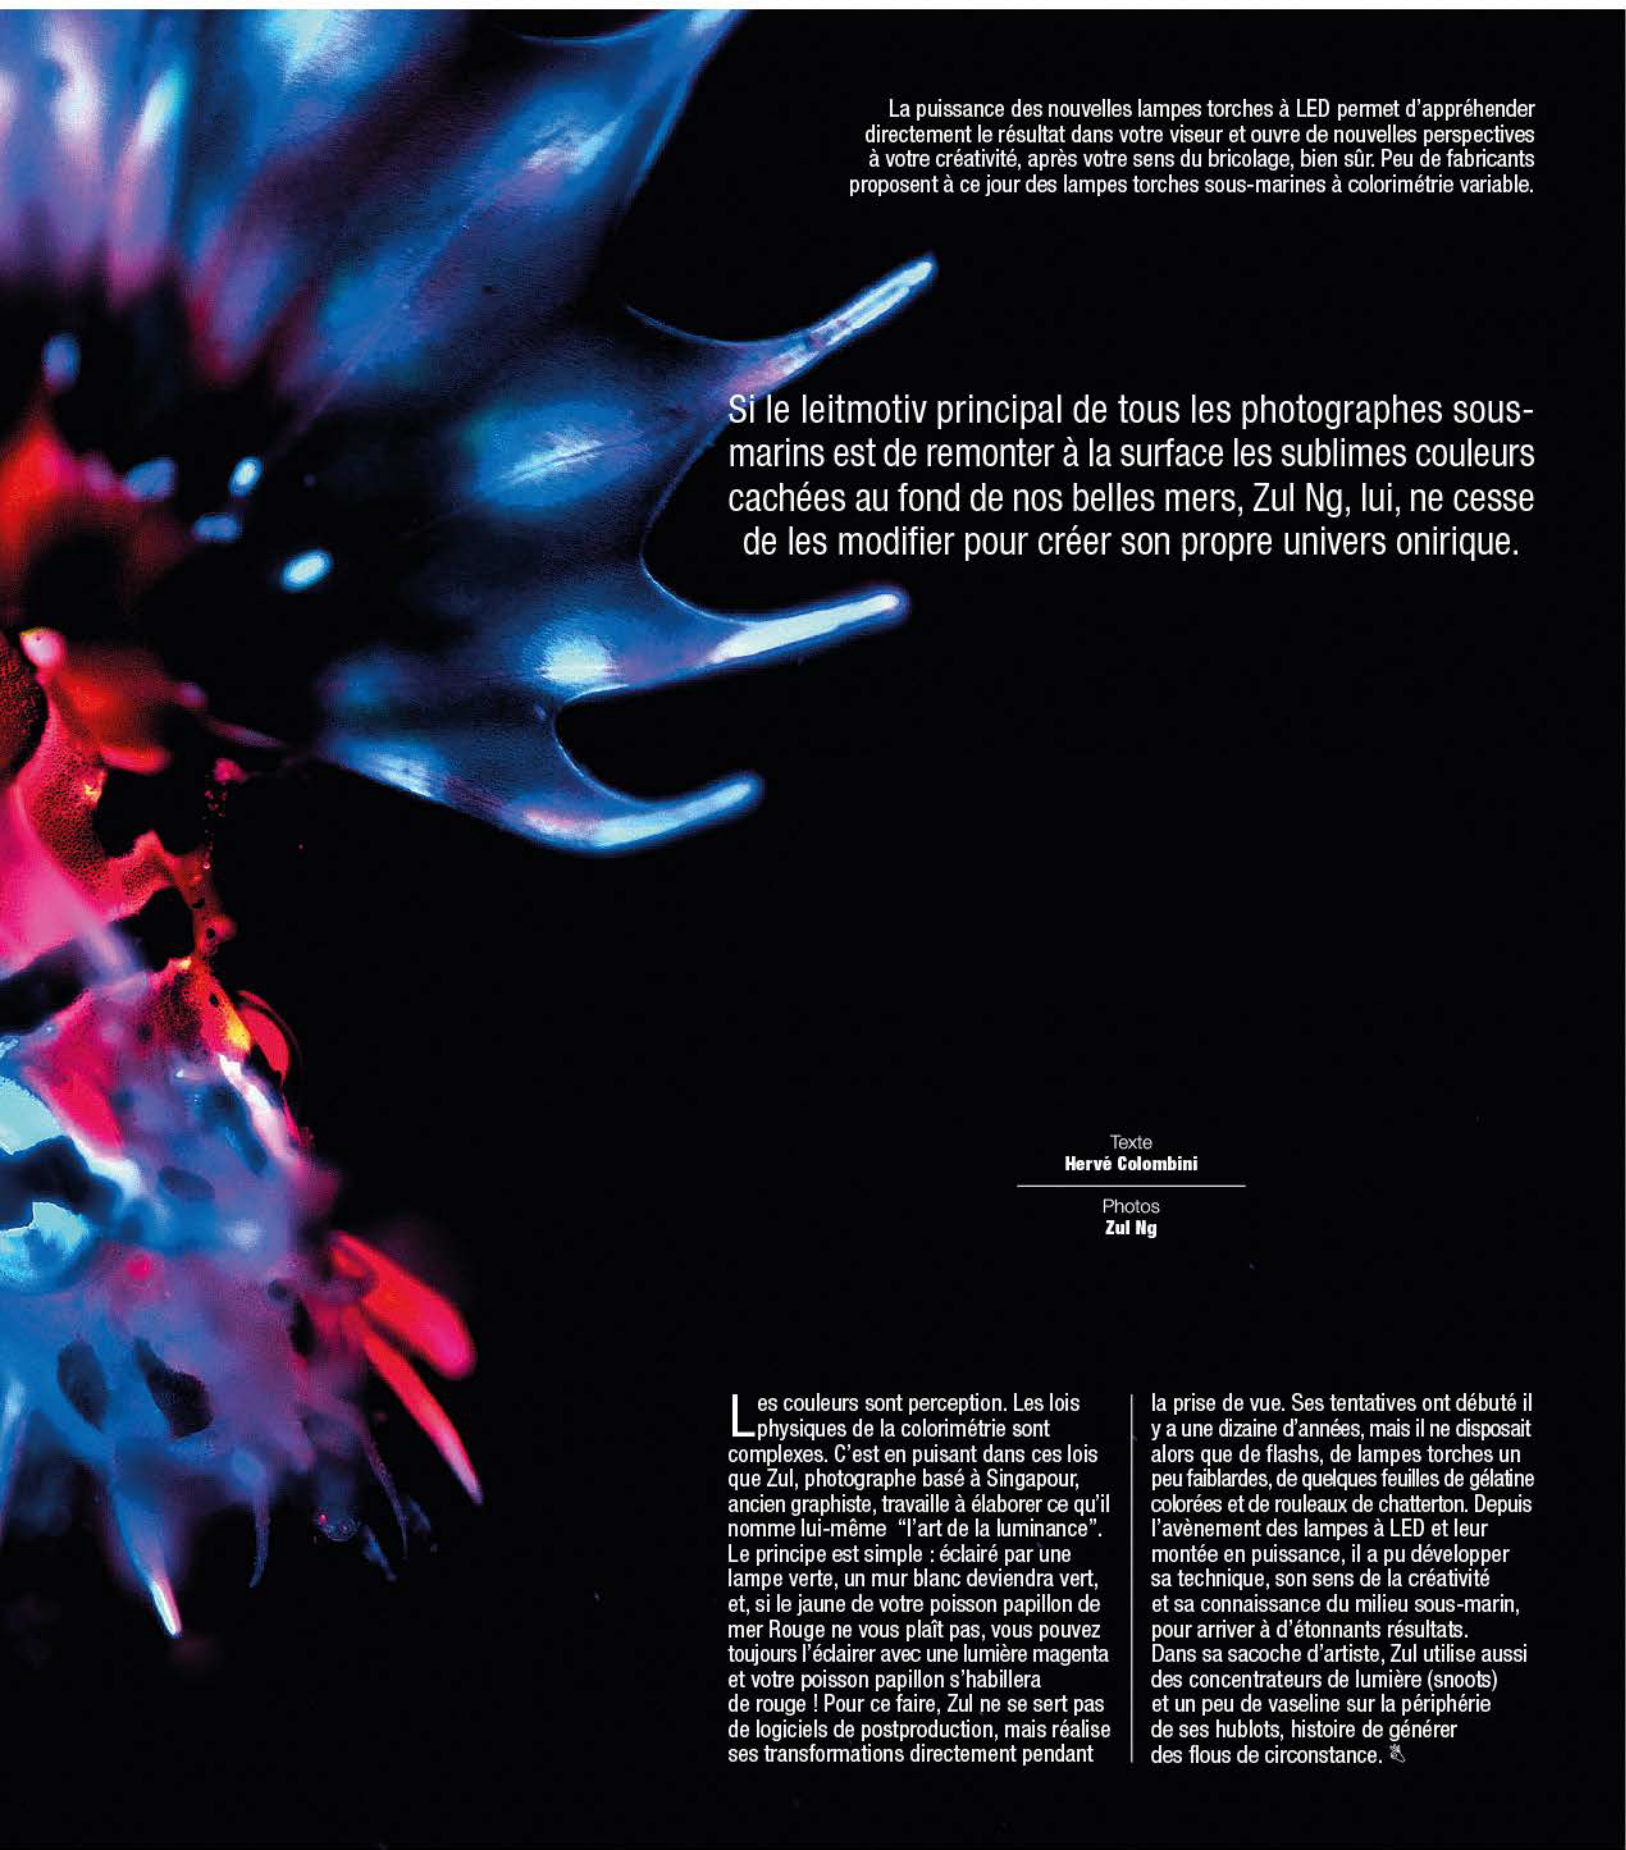 La puissance des nouvelles lampes torches à LED permet d'appréhender
directement le résultat dans votre viseur et ouvre de nouvelles perspectives
à votre créativité, après votre sens du bricolage, bien sûr. Peu de fabricants
proposent à ce jour des lampes torches sous-marines à colorimétrie variable.
Si le leitmotiv principal de tous les photographes sous-
marins est de remonter à la surface les sublimes couleurs
cachées au fond de nos belles mers, Zul Ng, lui, ne cesse
de les modifier pour créer son propre univers onirique.
Texte
Hervé Colombini
Photos
Zul Ng
Les couleurs sont perception. Les lois
physiques de la colorimétrie sont
complexes. C'est en puisant dans ces lois
que Zul, photographe basé à Singapour,
ancien graphiste, travaille à élaborer ce qu'il
nomme lui-même “l'art de la luminance”.
Le principe est simple : éclairé par une
lampe verte, un mur blanc deviendra vert,
et, si le jaune de votre poisson papillon de
mer Rouge ne vous plaît pas, vous pouvez
toujours l'éclairer avec une lumière magenta
et votre poisson papillon s'habillera
de rouge ! Pour ce faire, Zul ne se sert pas
de logiciels de postproduction, mais réalise
ses transformations directement pendant
la prise de vue. Ses tentatives ont débuté il
y a une dizaine d'années, mais il ne disposait
alors que de flashs, de lampes torches un
peu faiblardes, de quelques feuilles de gélatine
colorées et de rouleaux de chatterton. Depuis
l'avènement des lampes à LED et leur
montée en puissance, il a pu développer
sa technique, son sens de la créativité
et sa connaissance du milieu sous-marin,
pour arriver à d'étonnants résultats.
Dans sa sacoche d'artiste, Zul utilise aussi
des concentrateurs de lumière (snoots)
et un peu de vaseline sur la périphérie
de ses hublots, histoire de générer
des flous de circonstance.